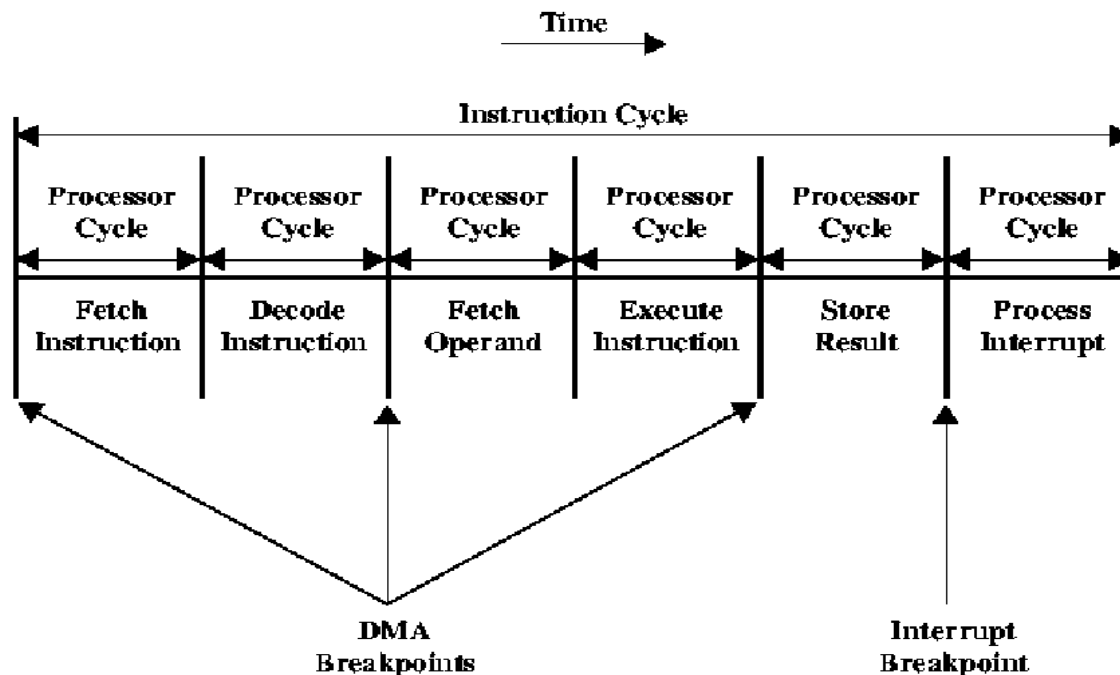 Time
Instruction Cycle
Processor Processor Processor Processor Processor Processor
Cycle Cycle Cycle Cycle Cycle Cycle
Fetch Decode Fetch Execute Store Process
Instruction Instruction Operand Instruction Result Interrupt
DMA Interrupt
Breakpoints Breakpoint